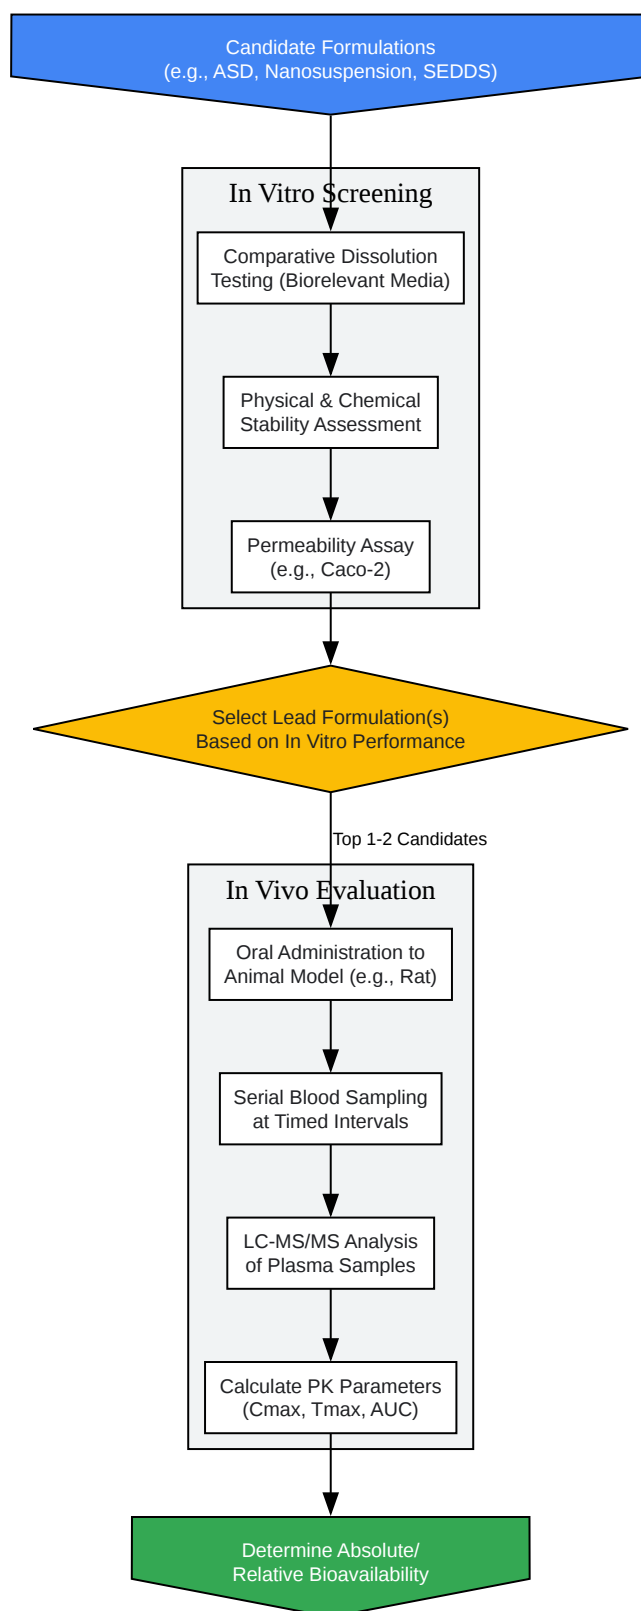 Candidate Formulations
(e.g., ASD, Nanosuspension, SEDDS)
In Vitro Screening
Comparative Dissolution
Testing (Biorelevant Media)
Physical & Chemical
Stability Assessment
Permeability Assay
(e.g., Caco-2)
Select Lead Formulation(s)
Based on In Vitro Performance
Top 1-2 Candidates
In Vivo Evaluation
Oral Administration to
Animal Model (e.g., Rat)
Serial Blood Sampling
at Timed Intervals
LC-MS/MS Analysis
of Plasma Samples
Calculate PK Parameters
(Cmax, Tmax, AUC)
Determine Absolute/
Relative Bioavailability